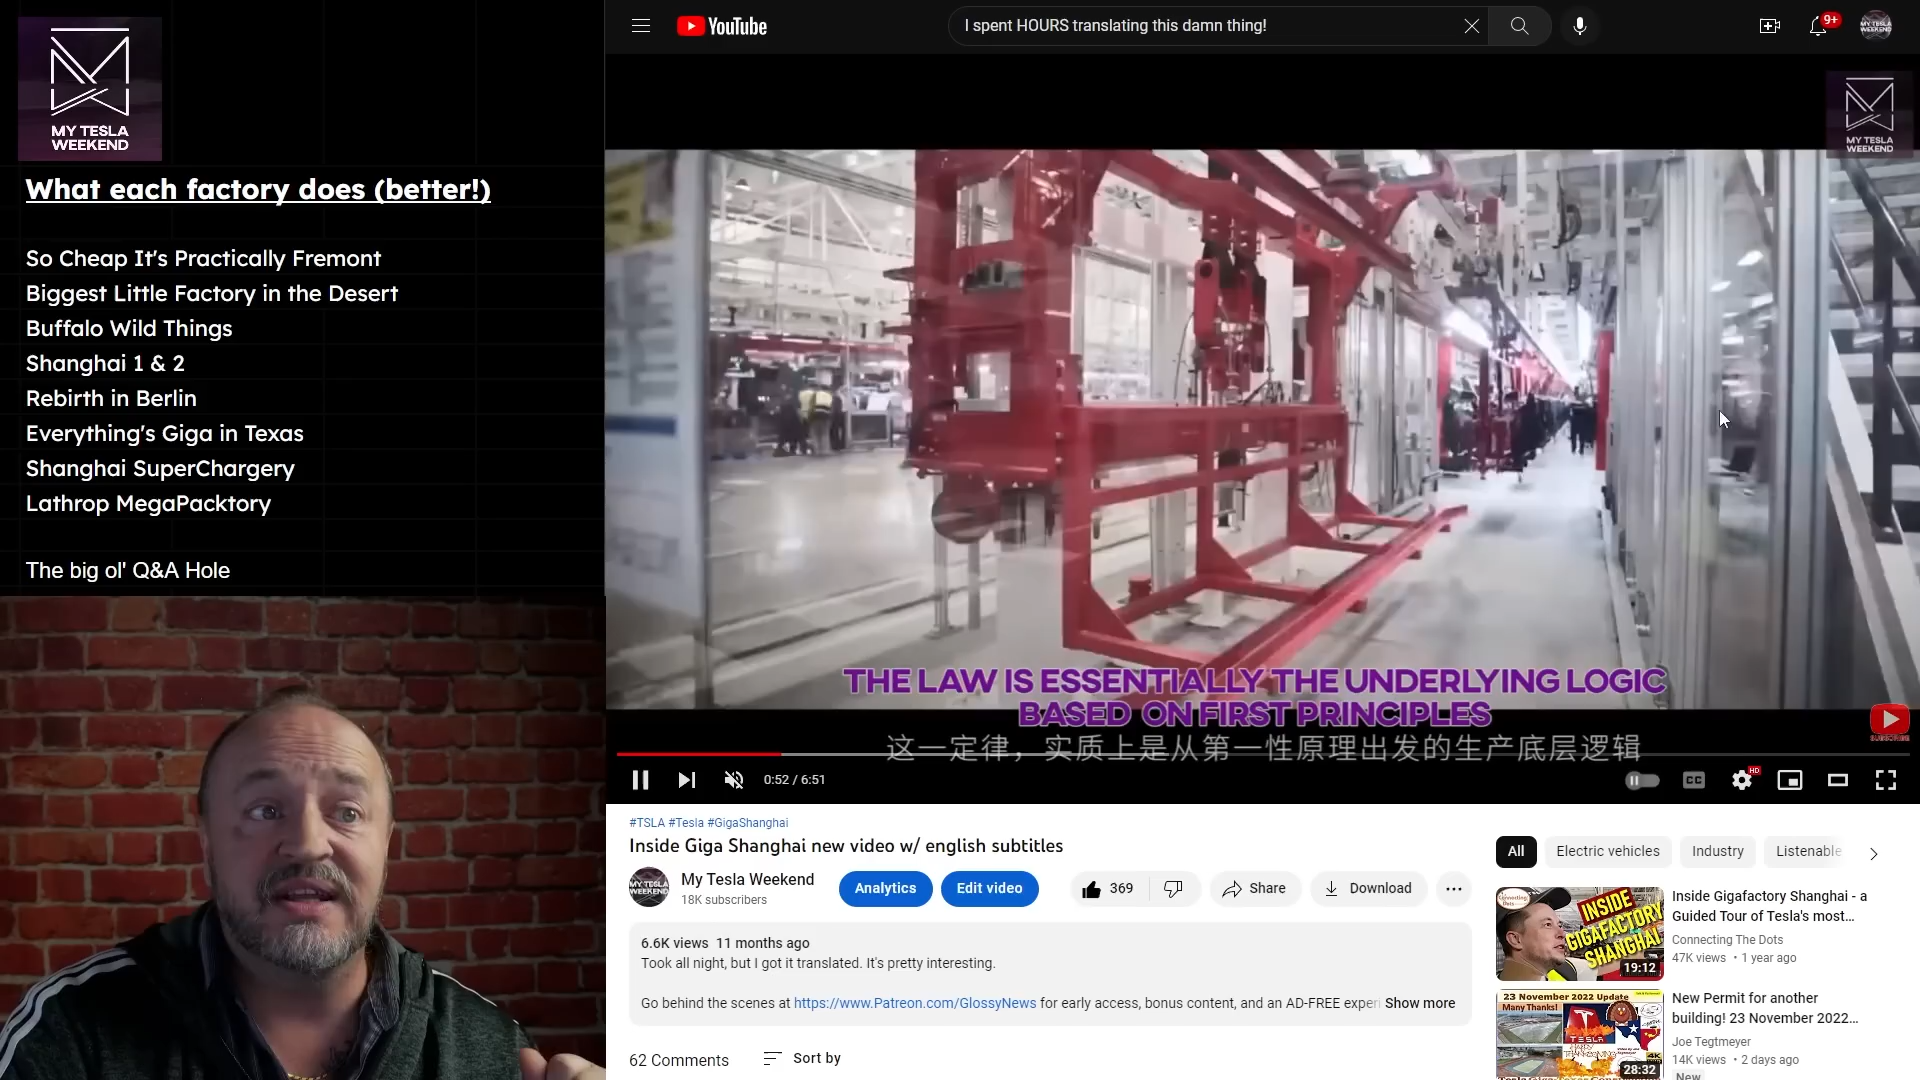 MY TESLA
WEEKEND
What each factory does (better!)
So Cheap It's Practically Fremont
Biggest Little Factory in the Desert
Buffalo Wild Things
Shanghai 1 & 2
Rebirth in Berlin
Everything's Giga in Texas
Shanghai SuperChargery
Lathrop MegaPacktory
The big ol' Q&A Hole
YouTube
I spent HOURS translating this damn thing!
9+
MY TESLA
WEEKEND
THE LAW IS ESSENTIALLY THE UNDERLYING LOGIC
BASED ON FIRST PRINCIPLES
这一定律，实质上是从第一性原理出发的生产底层逻辑
SUBSCRIBE
0:52 / 6:51
CC
HD
#TSLA #Tesla #GigaShanghai
Inside Giga Shanghai new video w/ english subtitles
MY TESLA
WEEKEND
My Tesla Weekend
18K subscribers
Analytics
Edit video
369
Share
Download
6.6K views 11 months ago
Took all night, but I got it translated. It's pretty interesting.
Go behind the scenes at https://www.Patreon.com/GlossyNews for early access, bonus content, and an AD-FREE experi Show more
62 Comments
Sort by
All
Electric vehicles
Industry
Listenable
INSIDE
GIGAFACTORY
SHANGHAI
19:12
Inside Gigafactory Shanghai - a
Guided Tour of Tesla's most...
Connecting The Dots
47K views • 1 year ago
23 November 2022 Update
Many Thanks!
TESLA
4K
28:32
New Permit for another
building! 23 November 2022...
Joe Tegtmeyer
14K views • 2 days ago
New